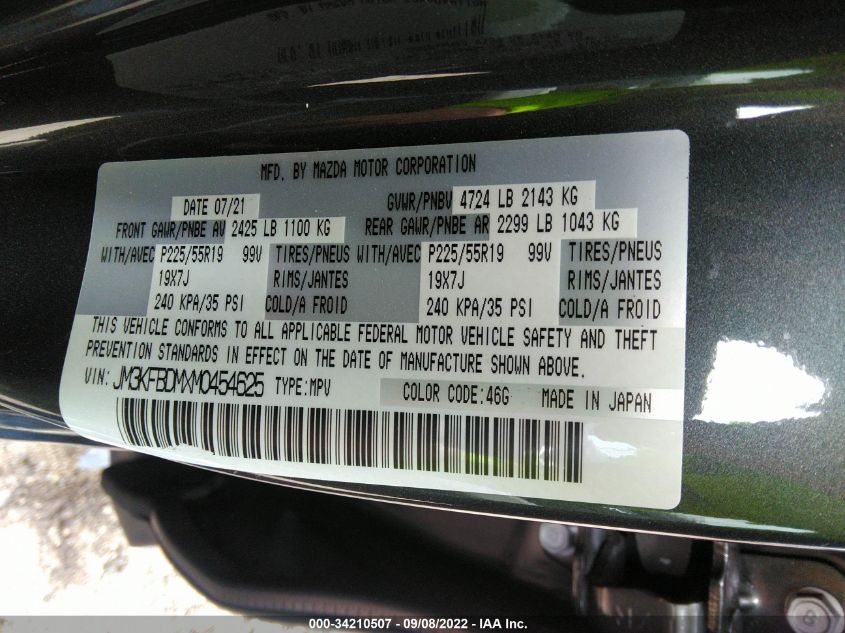 MFD. BY MAZDA MOTOR CORPORATION
DATE 07/21 GVWR/PNBV 4724 LB 2143 KG
FRONT GAWR/PNBE AV 2425 LB 1100 KG REAR GAWR/PNBE AR 2299 LB 1043 KG
WITH/AVEC P225/55R19 99V TIRES/PNEUS WITH/AVEC P225/55R19 99V TIRES/PNEUS
19X7J RIMS/JANTES 19X7J RIMS/JANTES
240 KPA/35 PSI COLD/A FROID 240 KPA/35 PSI COLD/A FROID
THIS VEHICLE CONFORMS TO ALL APPLICABLE FEDERAL MOTOR VEHICLE SAFETY AND THEFT
PREVENTION STANDARDS IN EFFECT ON THE DATE OF MANUFACTURE SHOWN ABOVE.
VIN: JM3KFBDMXM0454625 TYPE:MPV COLOR CODE:46G MADE IN JAPAN
000-34210507 - 09/08/2022 - IAA Inc.